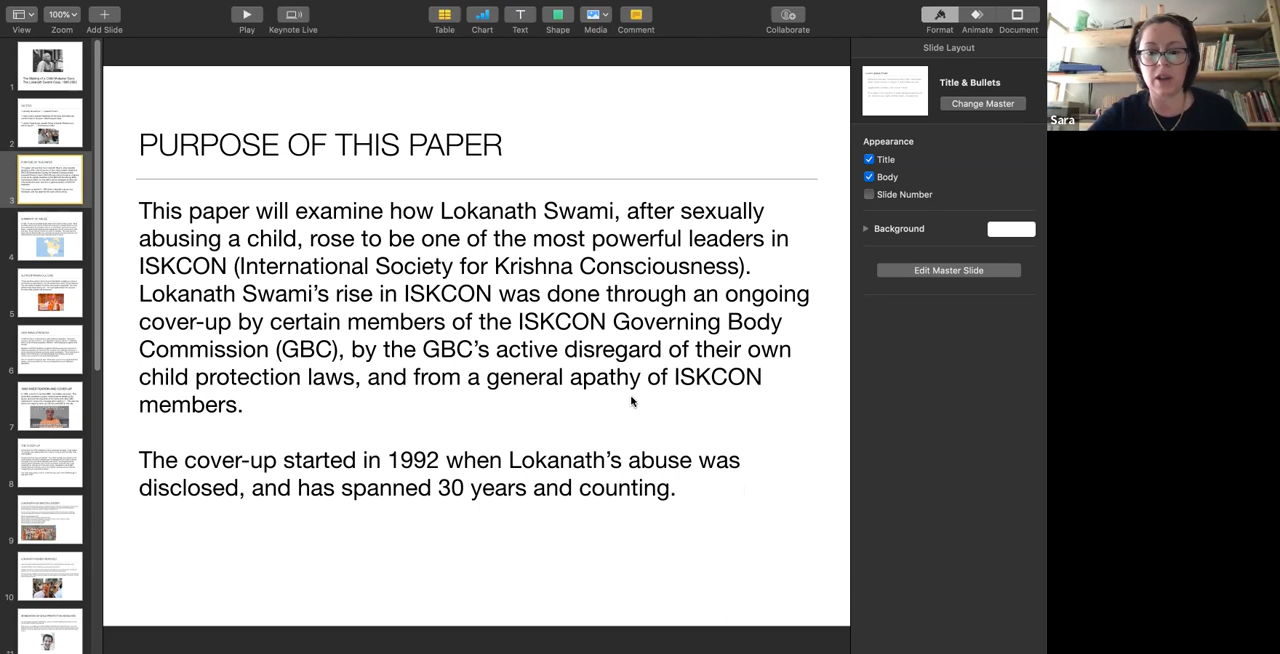 100%
View
Zoom
Add Slide
Play
Keynote Live
Table
Chart
Text
Shape
Media
Comment
Collaborate
Format
Animate
Document
1
2
3
4
5
6
7
8
9
10
PURPOSE OF THIS PAPER
This paper will examine how Lokanath Swami, after sexually
abusing a child, rose to be one of the most powerful leaders in
ISKCON (International Society for Krishna Consciousness).
Lokanath Swami’s rise in ISKCON was done through an ongoing
cover-up by certain members of the ISKCON Governing Body
Commission (GBC), by the GBC’s active disregard of their own
child protection laws, and from a general apathy of ISKCON
members.
The cover-up started in 1992 when Lokanath’s abuse was
disclosed, and has spanned 30 years and counting.
Slide Layout
Title & Bullets
Change Master
Appearance
Title
Body
Slide Number
Background
Edit Master Slide
Sara